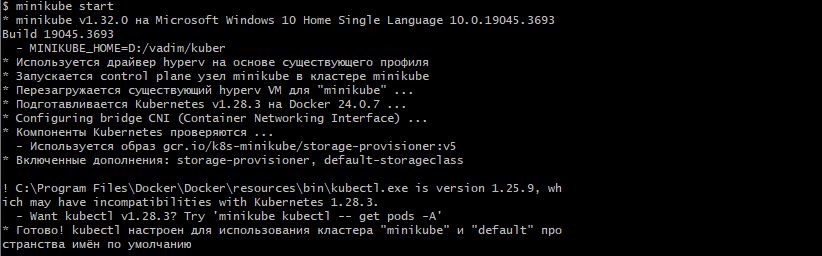 $ minikube start
* minikube v1.32.0 на Microsoft Windows 10 Home Single Language 10.0.19045.3693
Build 19045.3693
  - MINIKUBE_HOME=D:/vadim/kuber
* Используется драйвер hyperv на основе существующего профиля
* Запускается control plane узел minikube в кластере minikube
* Перезагружается существующий hyperv VM для "minikube" ...
* Подготавливается Kubernetes v1.28.3 на Docker 24.0.7 ...
* Configuring bridge CNI (Container Networking Interface) ...
* Компоненты Kubernetes проверяются ...
  - Используется образ gcr.io/k8s-minikube/storage-provisioner:v5
* Включенные дополнения: storage-provisioner, default-storageclass

! C:\Program Files\Docker\Docker\resources\bin\kubectl.exe is version 1.25.9, wh
ich may have incompatibilities with Kubernetes 1.28.3.
  - Want kubectl v1.28.3? Try 'minikube kubectl -- get pods -A'
* Готово! kubectl настроен для использования кластера "minikube" и "default" про
странства имён по умолчанию